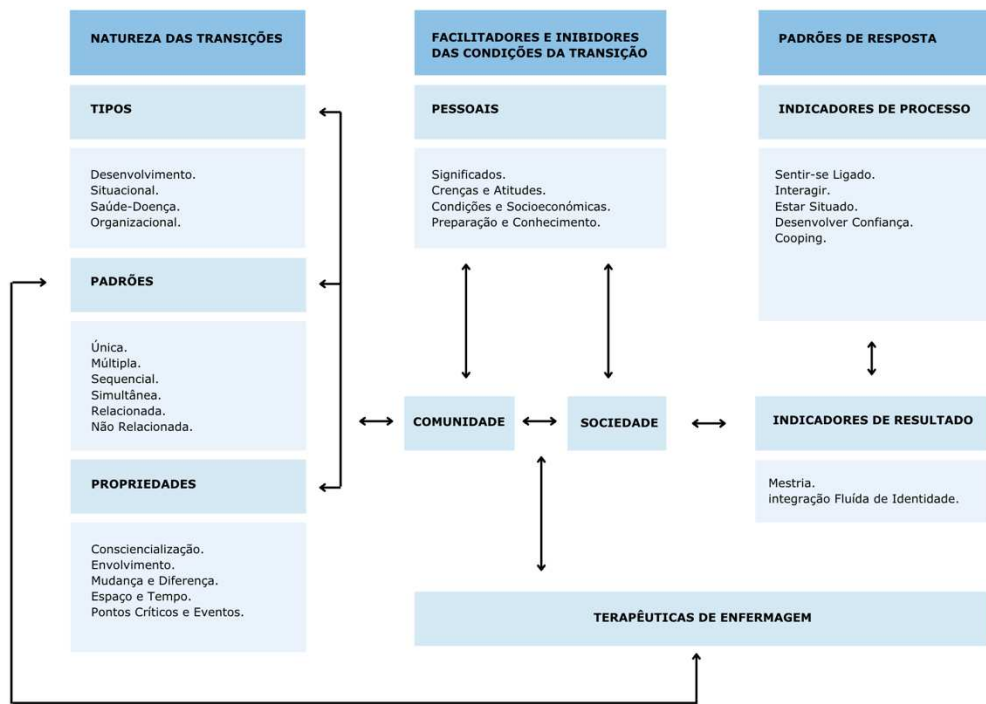 NATUREZA DAS TRANSIÇÕES
TIPOS
Desenvolvimento.
Situacional.
Saúde-Doença.
Organizacional.
PADRÕES
Única.
Múltipla.
Sequencial.
Simultânea.
Relacionada.
Não Relacionada.
PROPRIEDADES
Consciencialização.
Envolvimento.
Mudança e Diferença.
Espaço e Tempo.
Pontos Críticos e Eventos.
FACILITADORES E INIBIDORES
DAS CONDIÇÕES DA TRANSIÇÃO
PESSOAIS
Significados.
Crenças e Atitudes.
Condições e Socioeconómicas.
Preparação e Conhecimento.
COMUNIDADE
SOCIEDADE
PADRÕES DE RESPOSTA
INDICADORES DE PROCESSO
Sentir-se Ligado.
Interagir.
Estar Situado.
Desenvolver Confiança.
Cooping.
INDICADORES DE RESULTADO
Mestria.
integração Fluída de Identidade.
TERAPÊUTICAS DE ENFERMAGEM